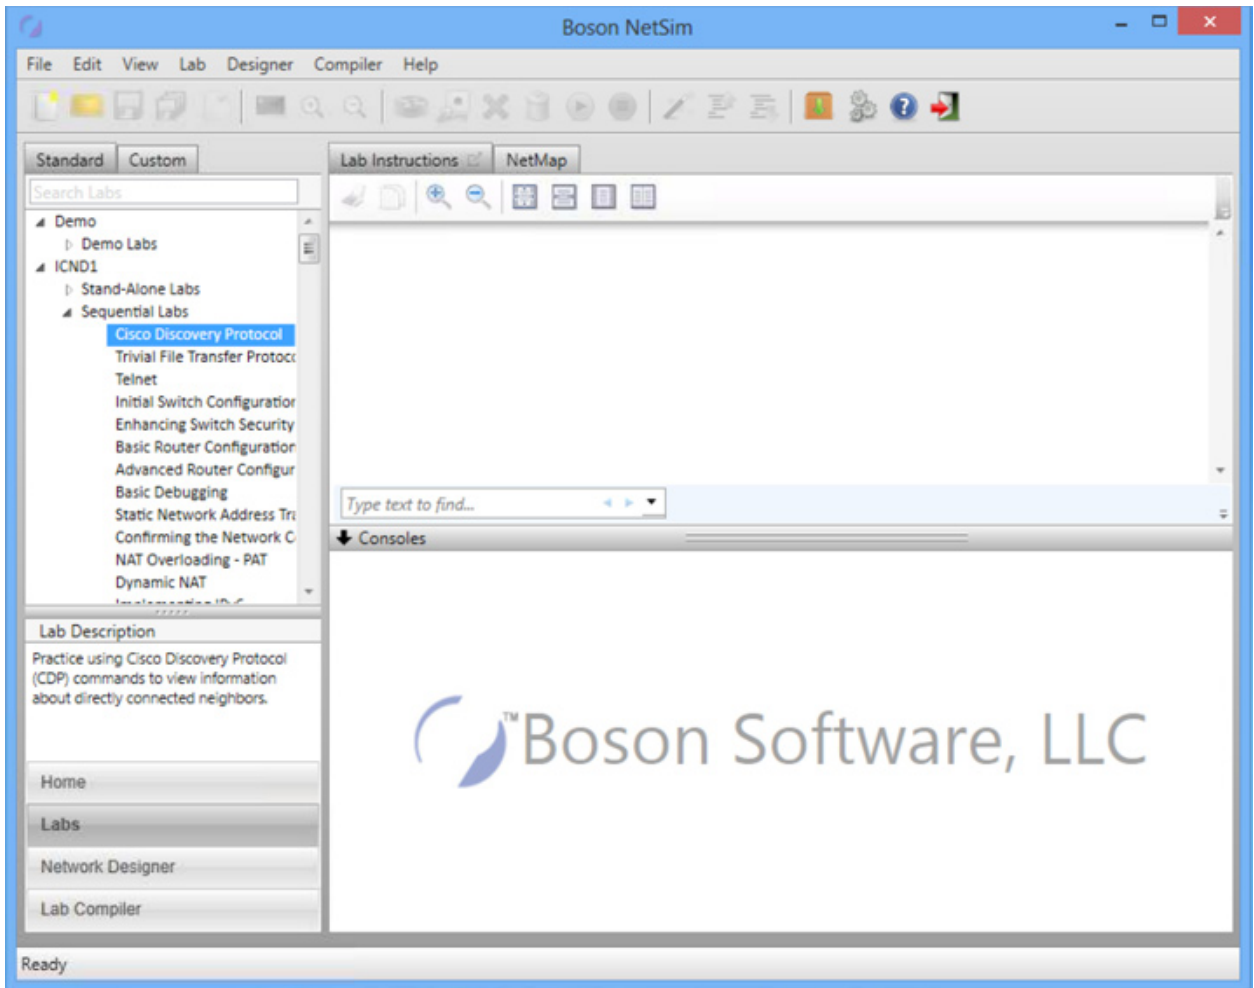 Boson NetSim
File Edit View Lab Designer Compiler Help
Standard Custom
Search Labs
Demo
Demo Labs
ICND1
Stand-Alone Labs
Sequential Labs
Cisco Discovery Protocol
Trivial File Transfer Protoco
Telnet
Initial Switch Configuration
Enhancing Switch Security
Basic Router Configuration
Advanced Router Configur
Basic Debugging
Static Network Address Tra
Confirming the Network C
NAT Overloading - PAT
Dynamic NAT
Lab Description
Practice using Cisco Discovery Protocol
(CDP) commands to view information
about directly connected neighbors.
Home
Labs
Network Designer
Lab Compiler
Lab Instructions NetMap
Type text to find...
Consoles
™Boson Software, LLC
Ready